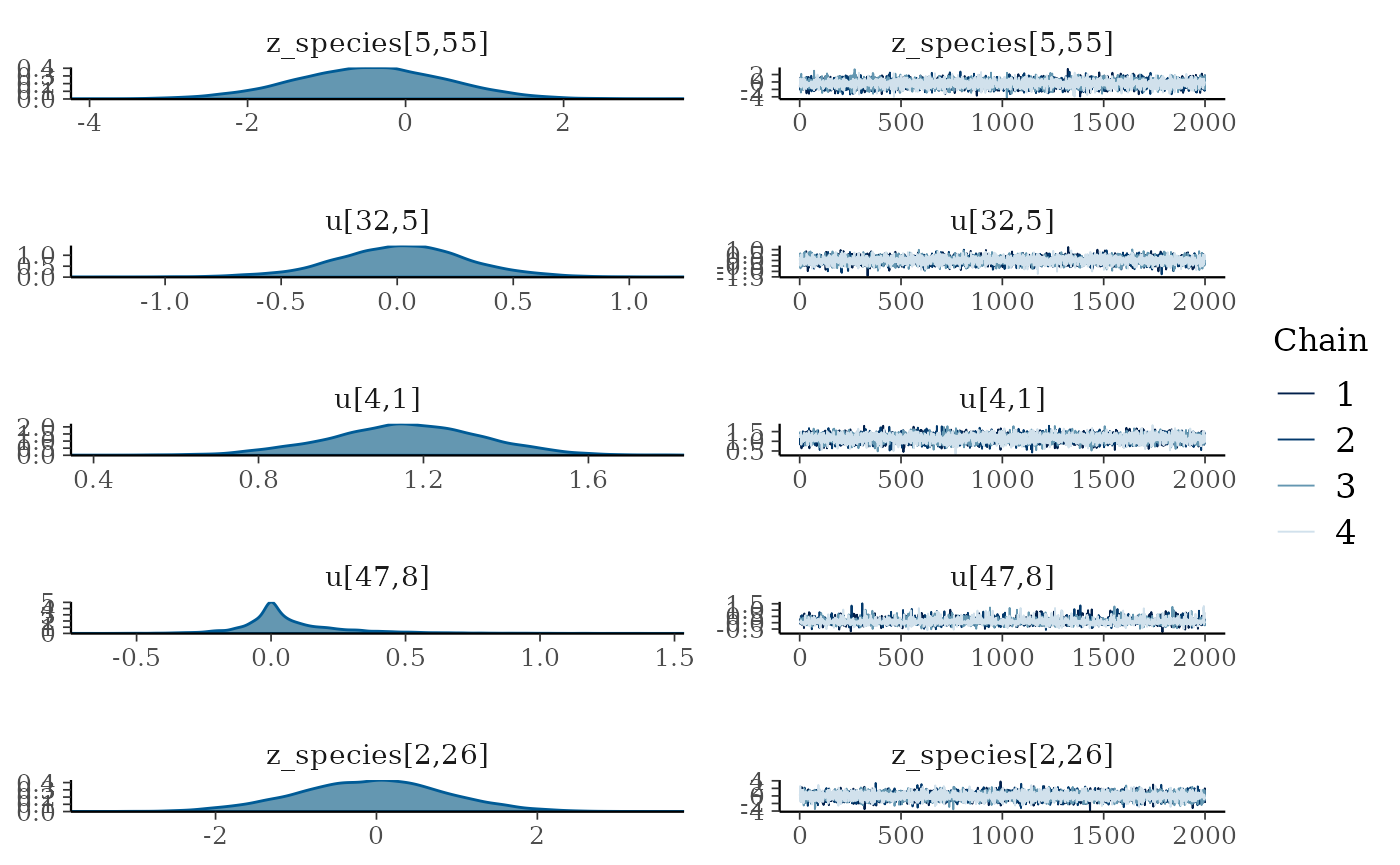 z_species[5,55]
z_species[5,55]
-4 -2 0 2
0 500 1000 1500 2000
u[32,5]
u[32,5]
1.0
0.5
0.0
-1.0 -0.5 0.0 0.5 1.0
0 500 1000 1500 2000
Chain
1
2
3
4
u[4,1]
u[4,1]
1.5
1.0
0.5
0.4 0.8 1.2 1.6
0 500 1000 1500 2000
u[47,8]
u[47,8]
-0.5 0.0 0.5 1.0 1.5
0 500 1000 1500 2000
z_species[2,26]
z_species[2,26]
-2 0 2
0 500 1000 1500 2000